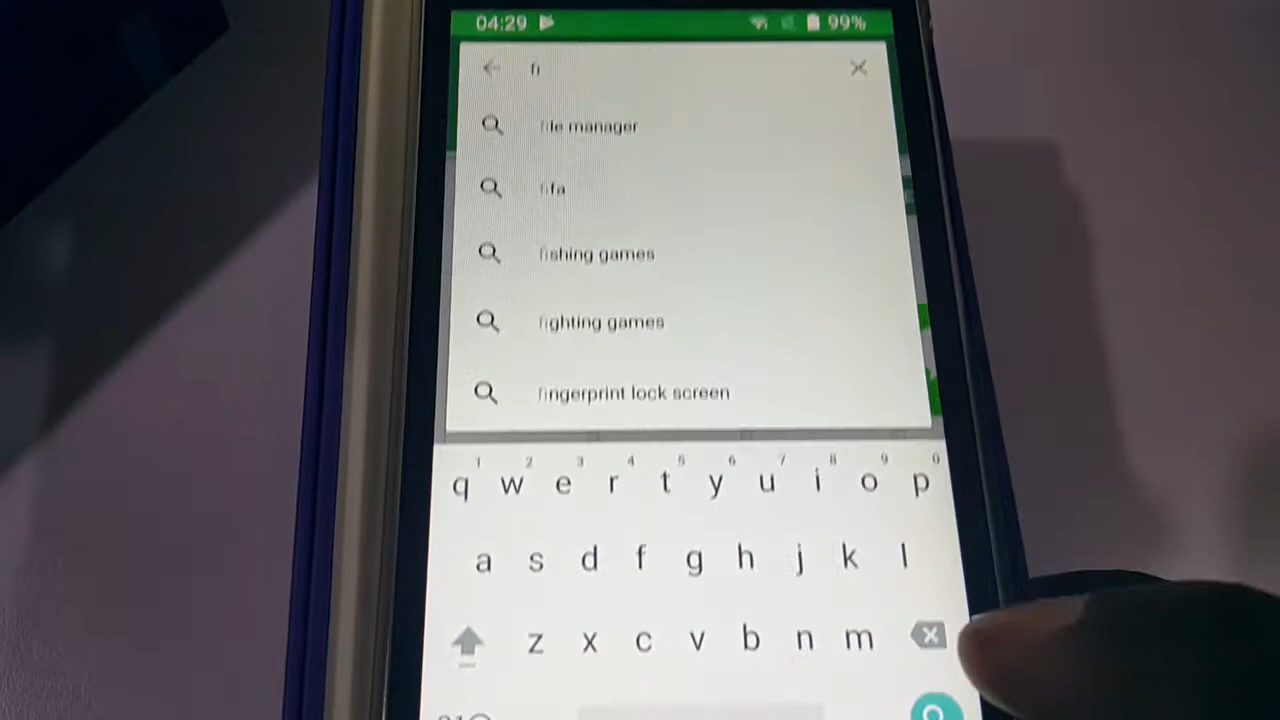 04:29 99%
fi
file manager
fifa
fishing games
fighting games
fingerprint lock screen
1 2 3 4 5 6 7 8 9 0
q w e r t y u i o p
a s d f g h j k l
z x c v b n m